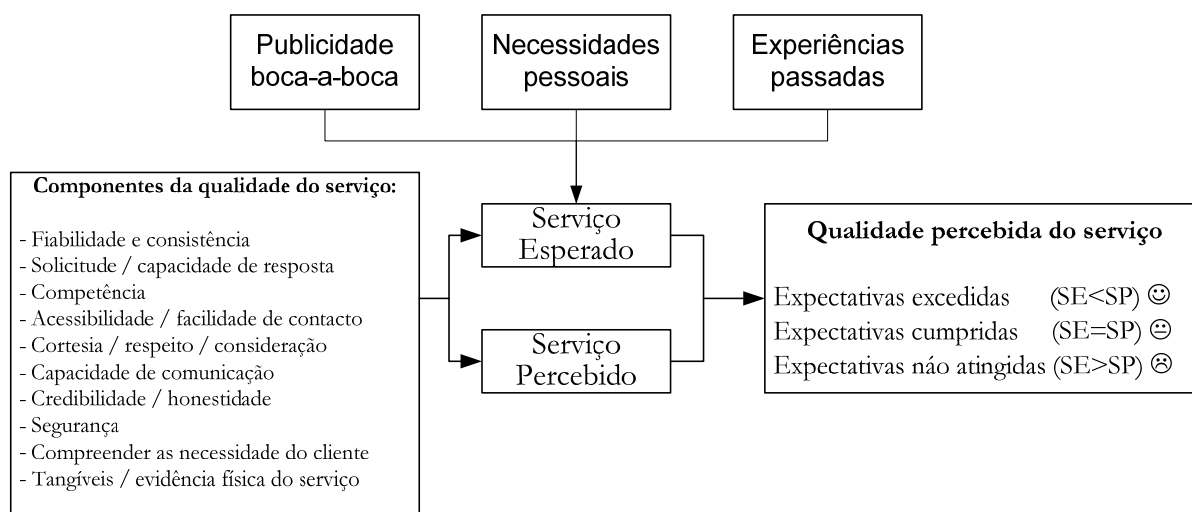 Publicidade
boca-a-boca
Necessidades
pessoais
Experiências
passadas
Componentes da qualidade do serviço:
- Fiabilidade e consistência
- Solicitude / capacidade de resposta
- Competência
- Acessibilidade / facilidade de contacto
- Cortesia / respeito / consideração
- Capacidade de comunicação
- Credibilidade / honestidade
- Segurança
- Compreender as necessidade do cliente
- Tangíveis / evidência física do serviço
Serviço
Esperado
Serviço
Percebido
Qualidade percebida do serviço
Expectativas excedidas (SE<SP) ☺
Expectativas cumpridas (SE=SP) 😐
Expectativas não atingidas (SE>SP) ☹